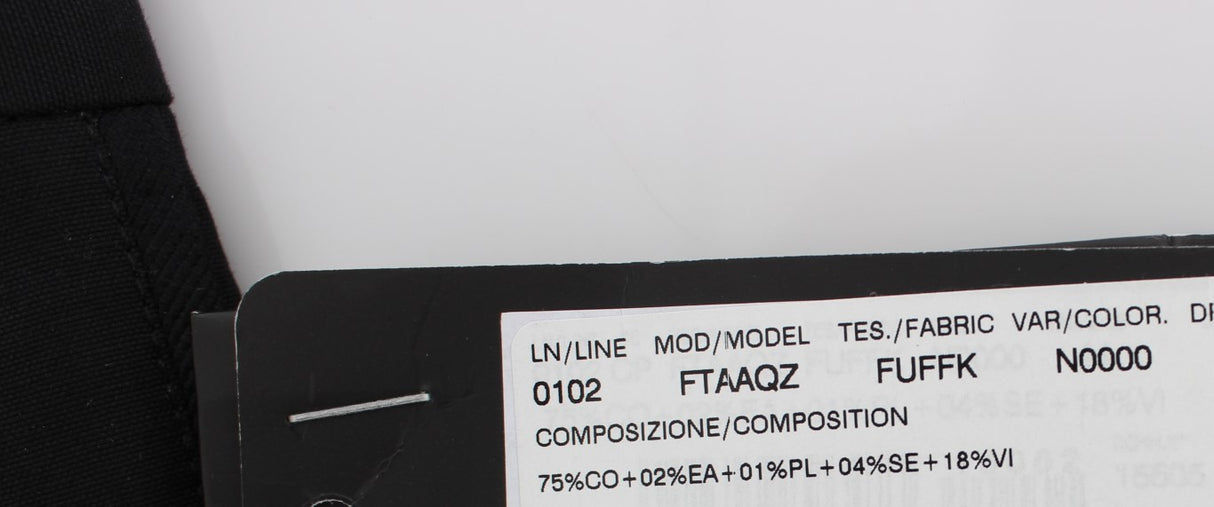 LN/LINE MOD/MODEL TES./FABRIC VAR/COLOR.
0102 FTAAQZ FUFFK N0000
COMPOSIZIONE/COMPOSITION
75%CO+02%EA+01%PL+04%SE+18%VI